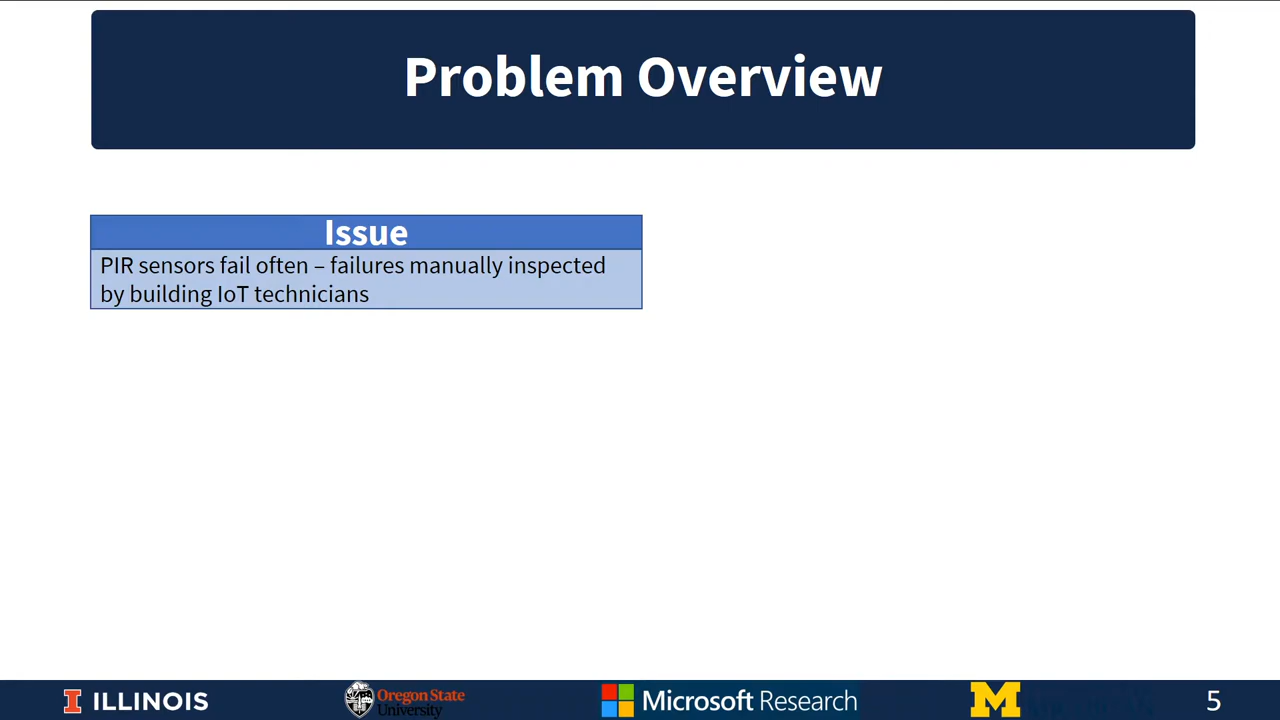 Problem Overview
Issue
PIR sensors fail often – failures manually inspected
by building IoT technicians
ILLINOIS
Oregon State
University
Microsoft Research
M
5